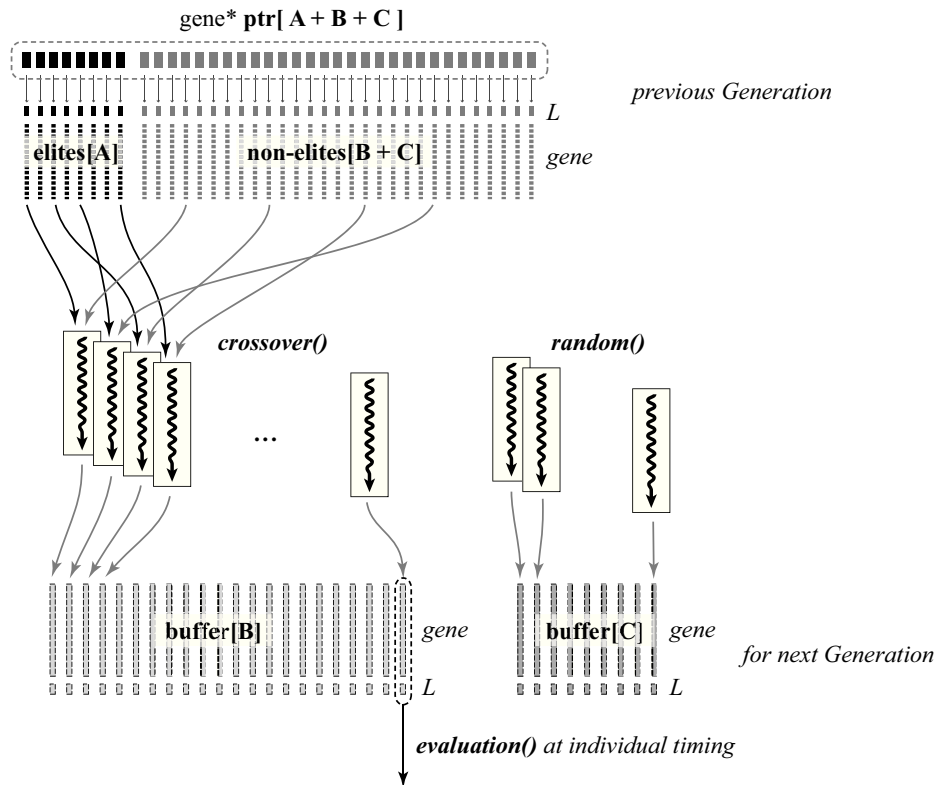 gene* ptr[ A + B + C ]
previous Generation
L
elites[A]
non-elites[B + C]
gene
crossover()
random()
...
buffer[B]
gene
buffer[C]
gene
for next Generation
L
L
evaluation() at individual timing